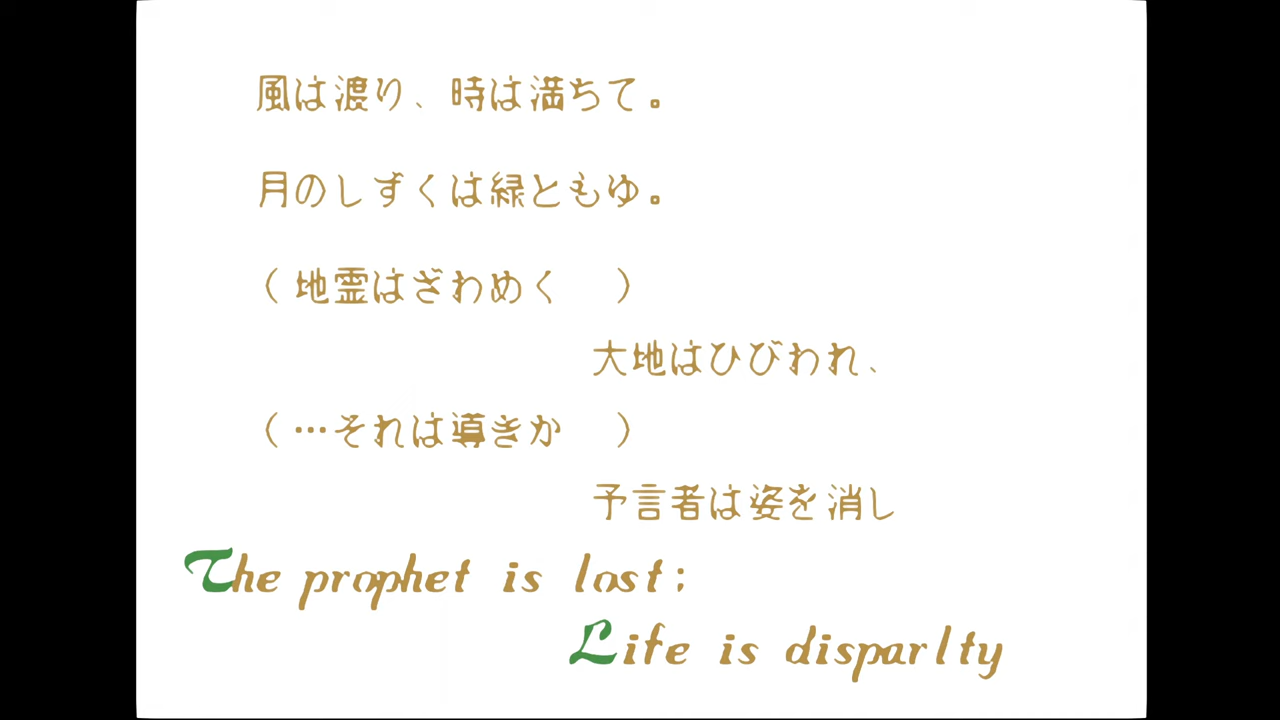 風は渡り、時は満ちて。
月のしずくは緑ともゆ。
（地霊はざわめく　）
大地はひびわれ、
（…それは導きか　）
予言者は姿を消し
The prophet is lost;
Life is disparlty